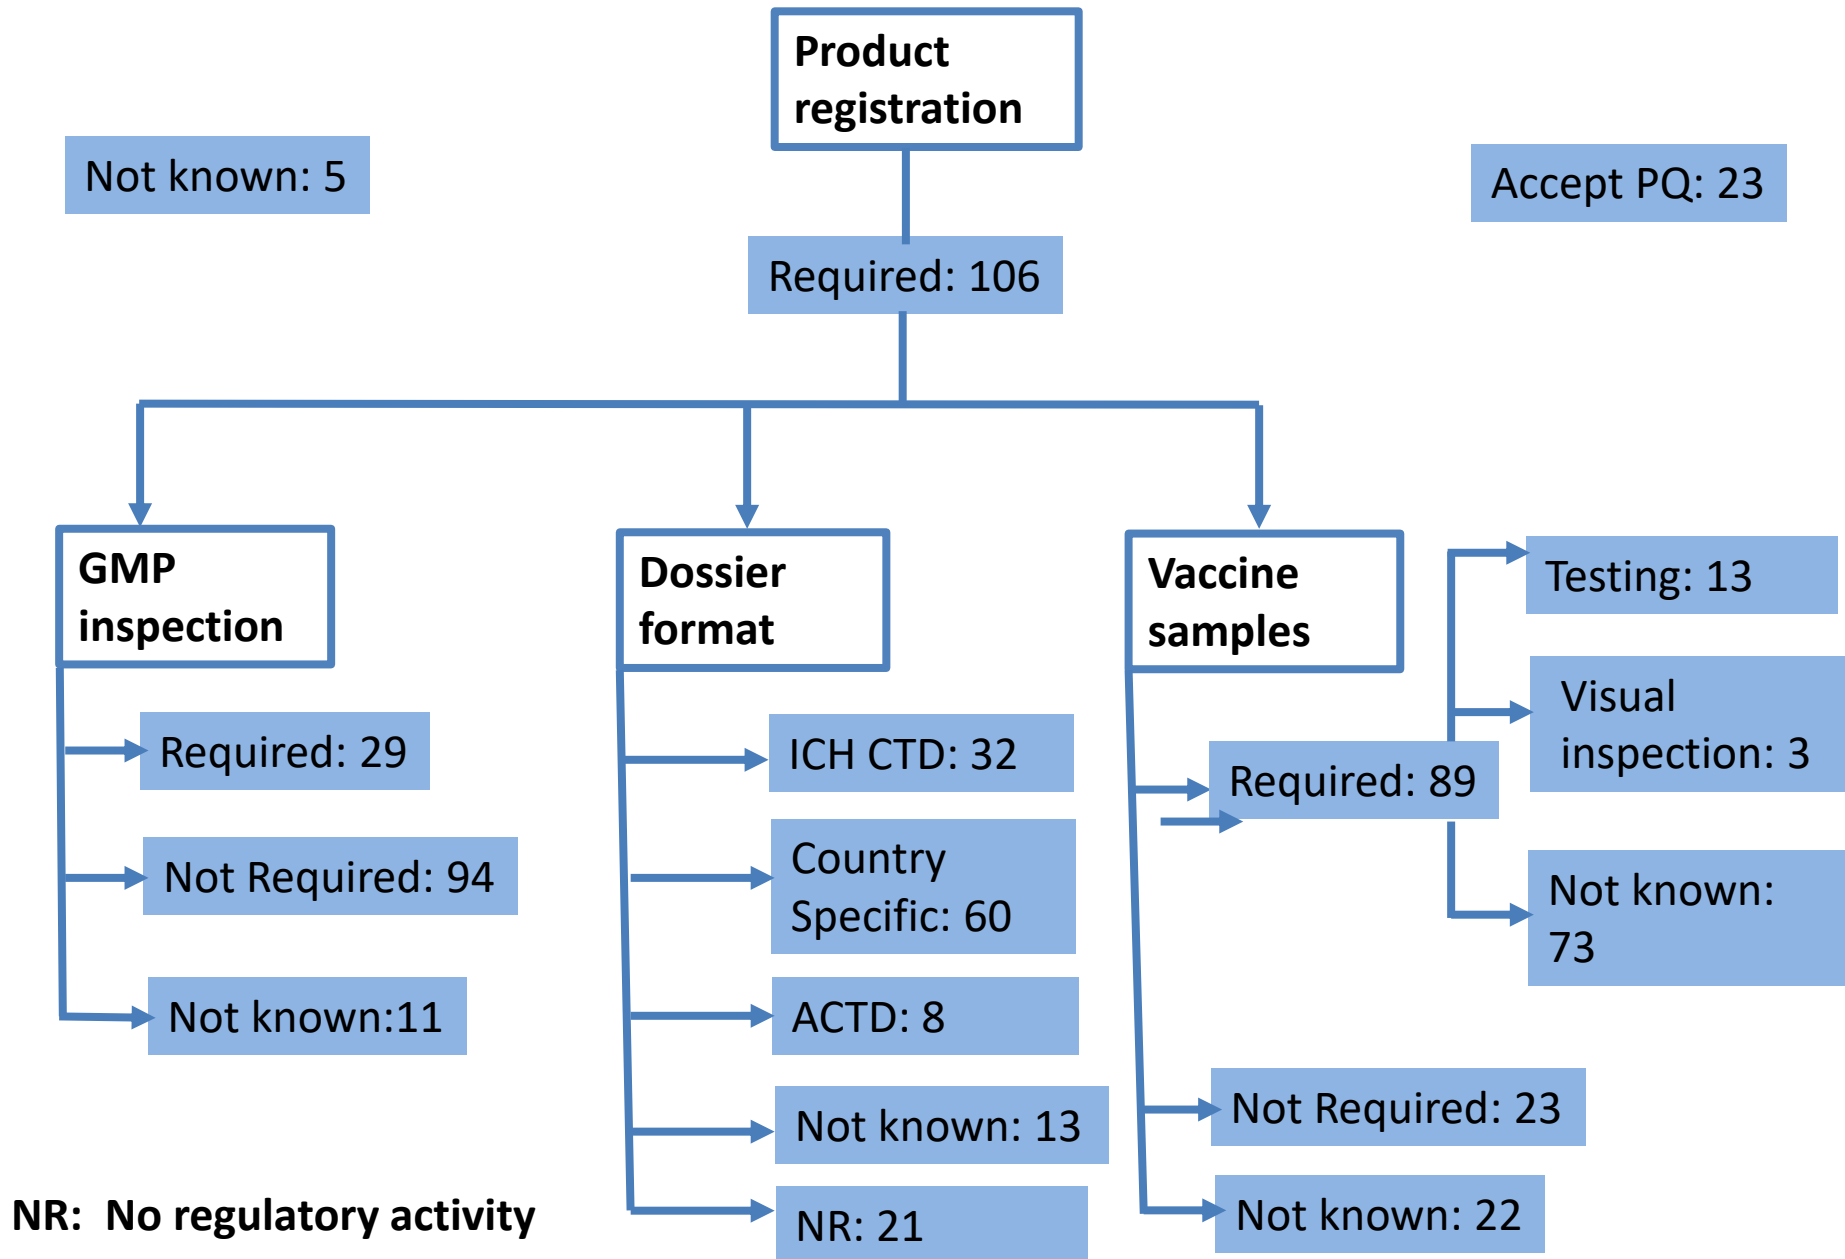 Product
registration
Not known: 5
Accept PQ: 23
Required: 106
GMP
inspection
Required: 29
Not Required: 94
Not known:11
Dossier
format
ICH CTD: 32
Country
Specific: 60
ACTD: 8
Not known: 13
NR: 21
Vaccine
samples
Required: 89
Testing: 13
Visual
inspection: 3
Not known:
73
Not Required: 23
Not known: 22
NR: No regulatory activity